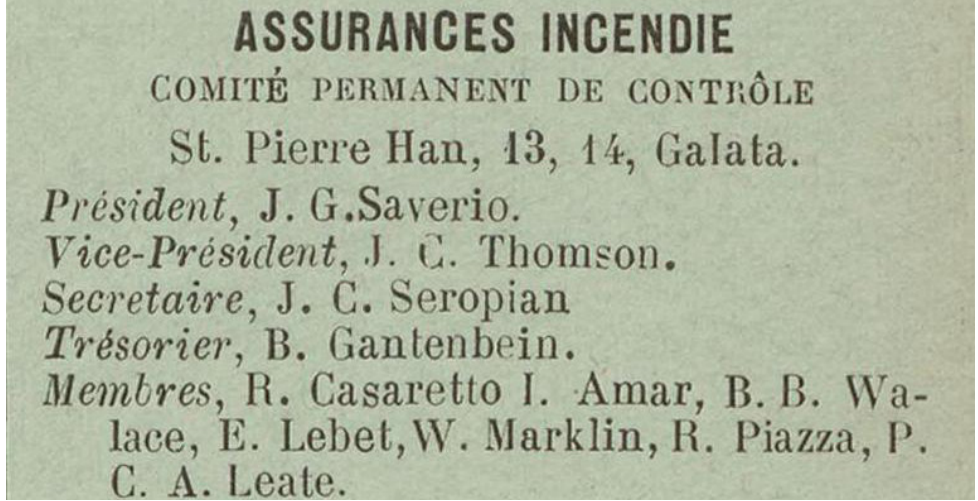 ASSURANCES INCENDIE
COMITÉ PERMANENT DE CONTRÔLE
St. Pierre Han, 13, 14, Galata.
Président, J. G.Saverio.
Vice-Président, J. C. Thomson.
Secretaire, J. C. Seropian
Trésorier, B. Gantenbein.
Membres, R. Casaretto I. Amar, B. B. Wa-
lace, E. Lebet, W. Marklin, R. Piazza, P.
C. A. Leate.